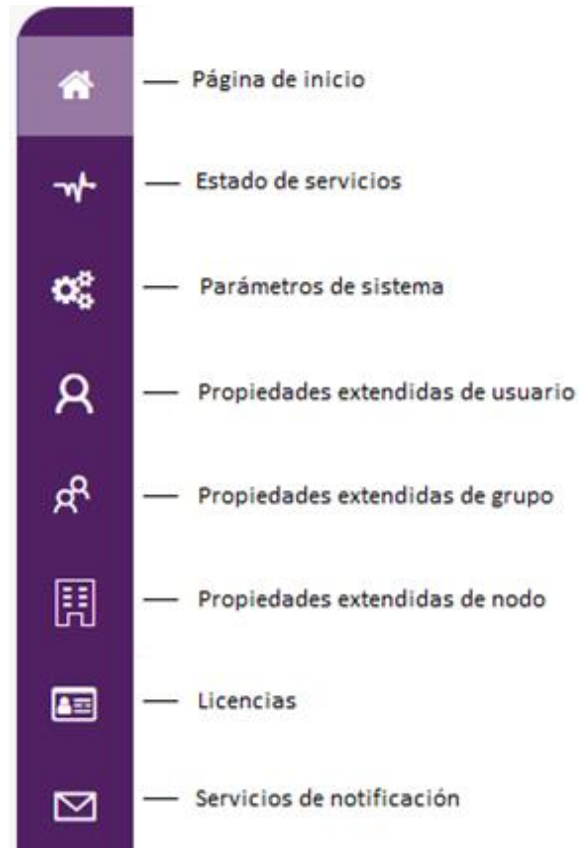 Página de inicio
Estado de servicios
Parámetros de sistema
Propiedades extendidas de usuario
Propiedades extendidas de grupo
Propiedades extendidas de nodo
Licencias
Servicios de notificación